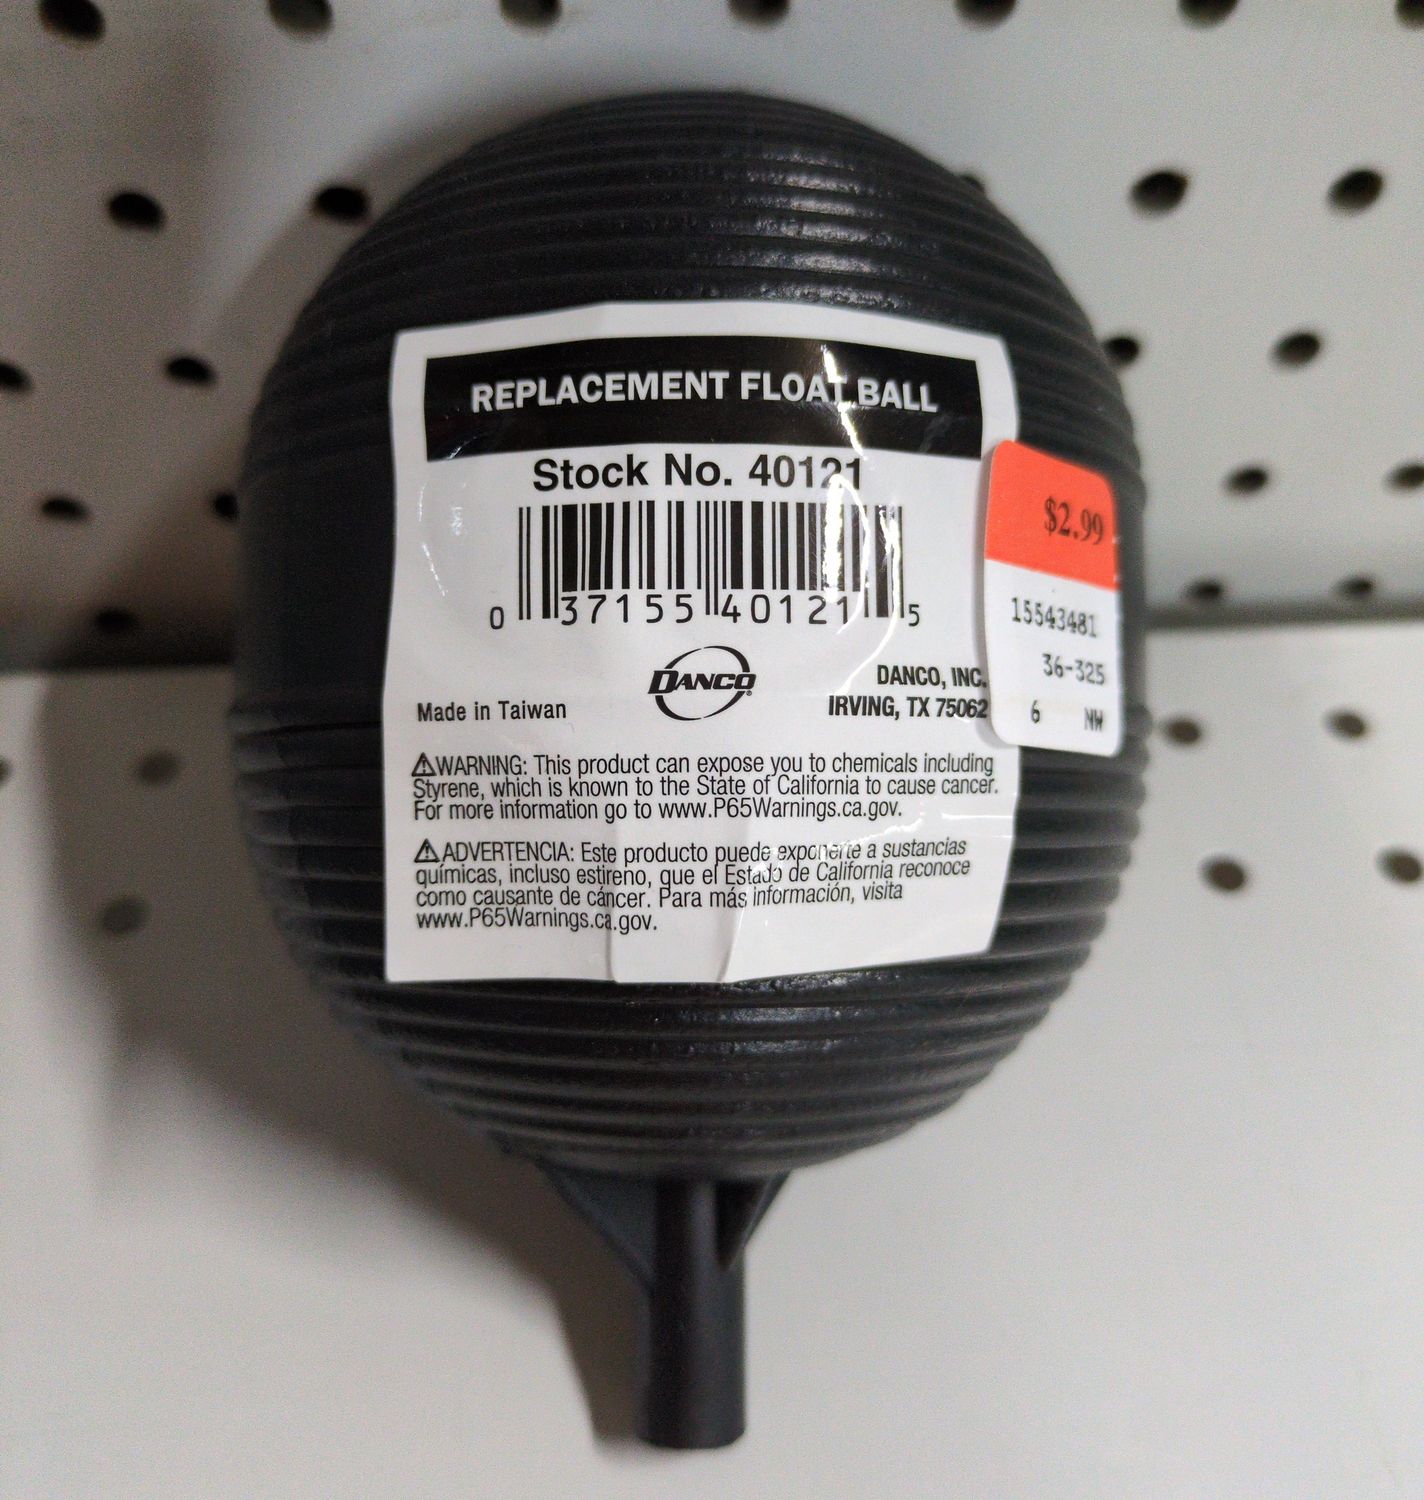 REPLACEMENT FLOAT BALL
Stock No. 40121
0 37155 40121 5
DANCO
Made in Taiwan
DANCO, INC.
IRVING, TX 75062
⚠WARNING: This product can expose you to chemicals including
Styrene, which is known to the State of California to cause cancer.
For more information go to www.P65Warnings.ca.gov.
⚠ADVERTENCIA: Este producto puede exponerte a sustancias
químicas, incluso estireno, que el Estado de California reconoce
como causante de cáncer. Para más información, visita
www.P65Warnings.ca.gov.
$2.99
15543481
36-325
6 NW